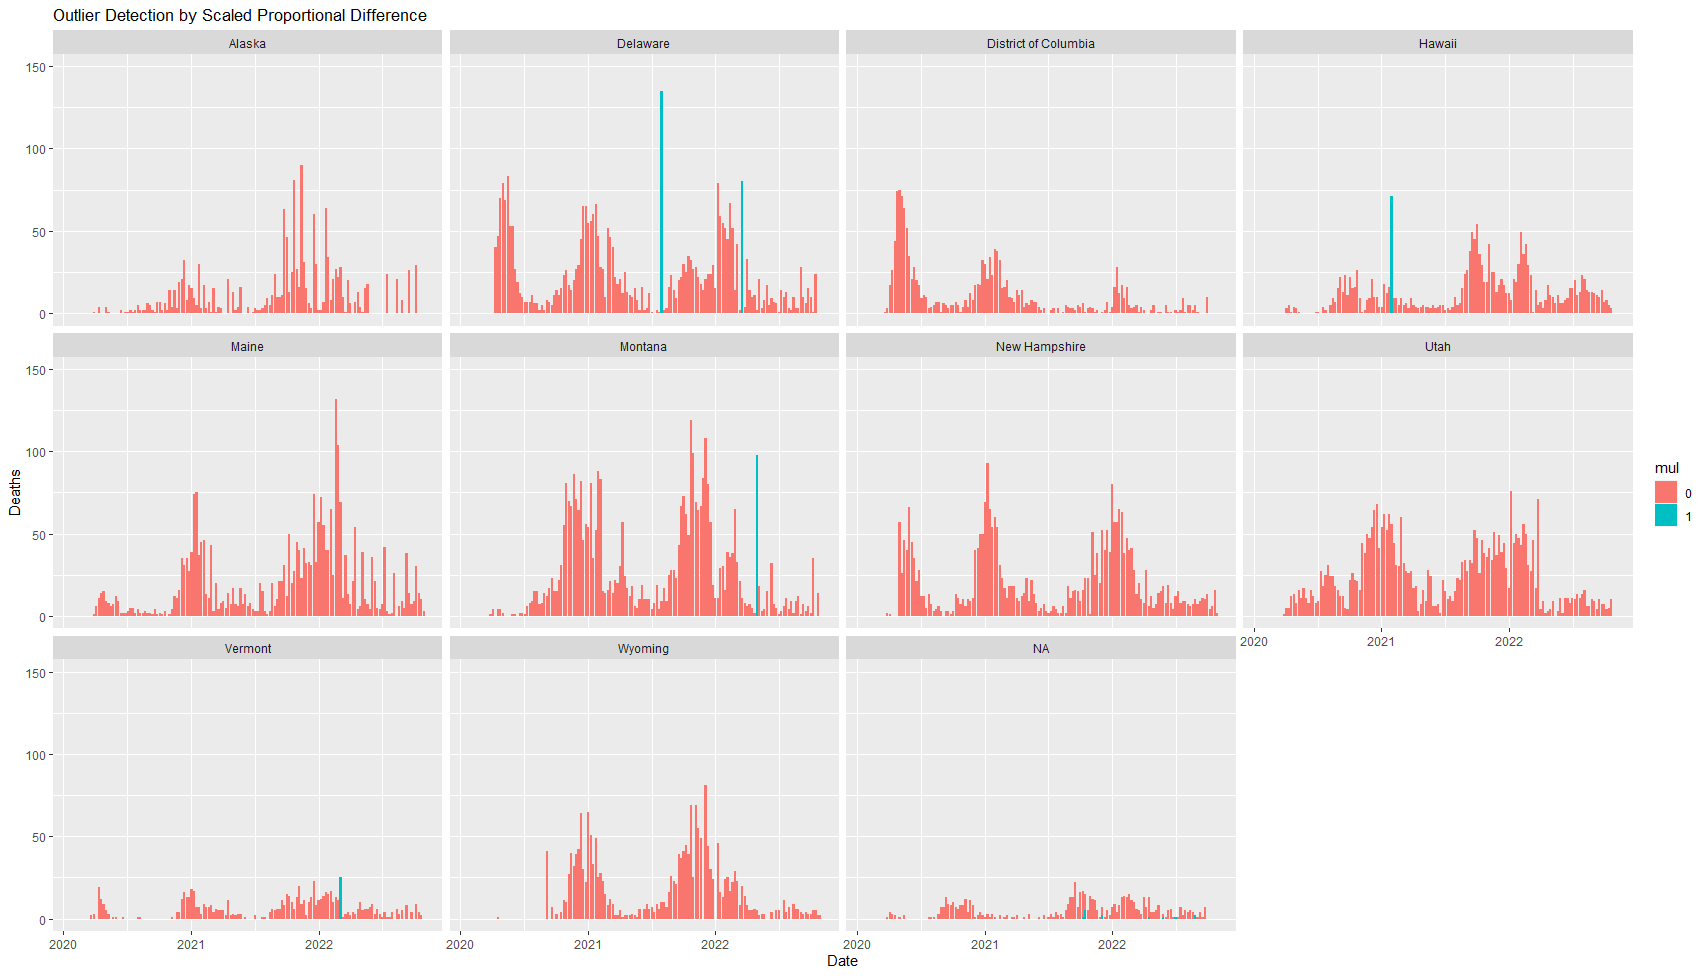 Outlier Detection by Scaled Proportional Difference
Alaska Delaware District of Columbia Hawaii
150
100
50
0
Maine Montana New Hampshire Utah
150
100
50
0
2020 2021 2022
Vermont Wyoming NA
150
100
50
0
2020 2021 2022 2020 2021 2022 2020 2021 2022
Date
Deaths
mul
0
1